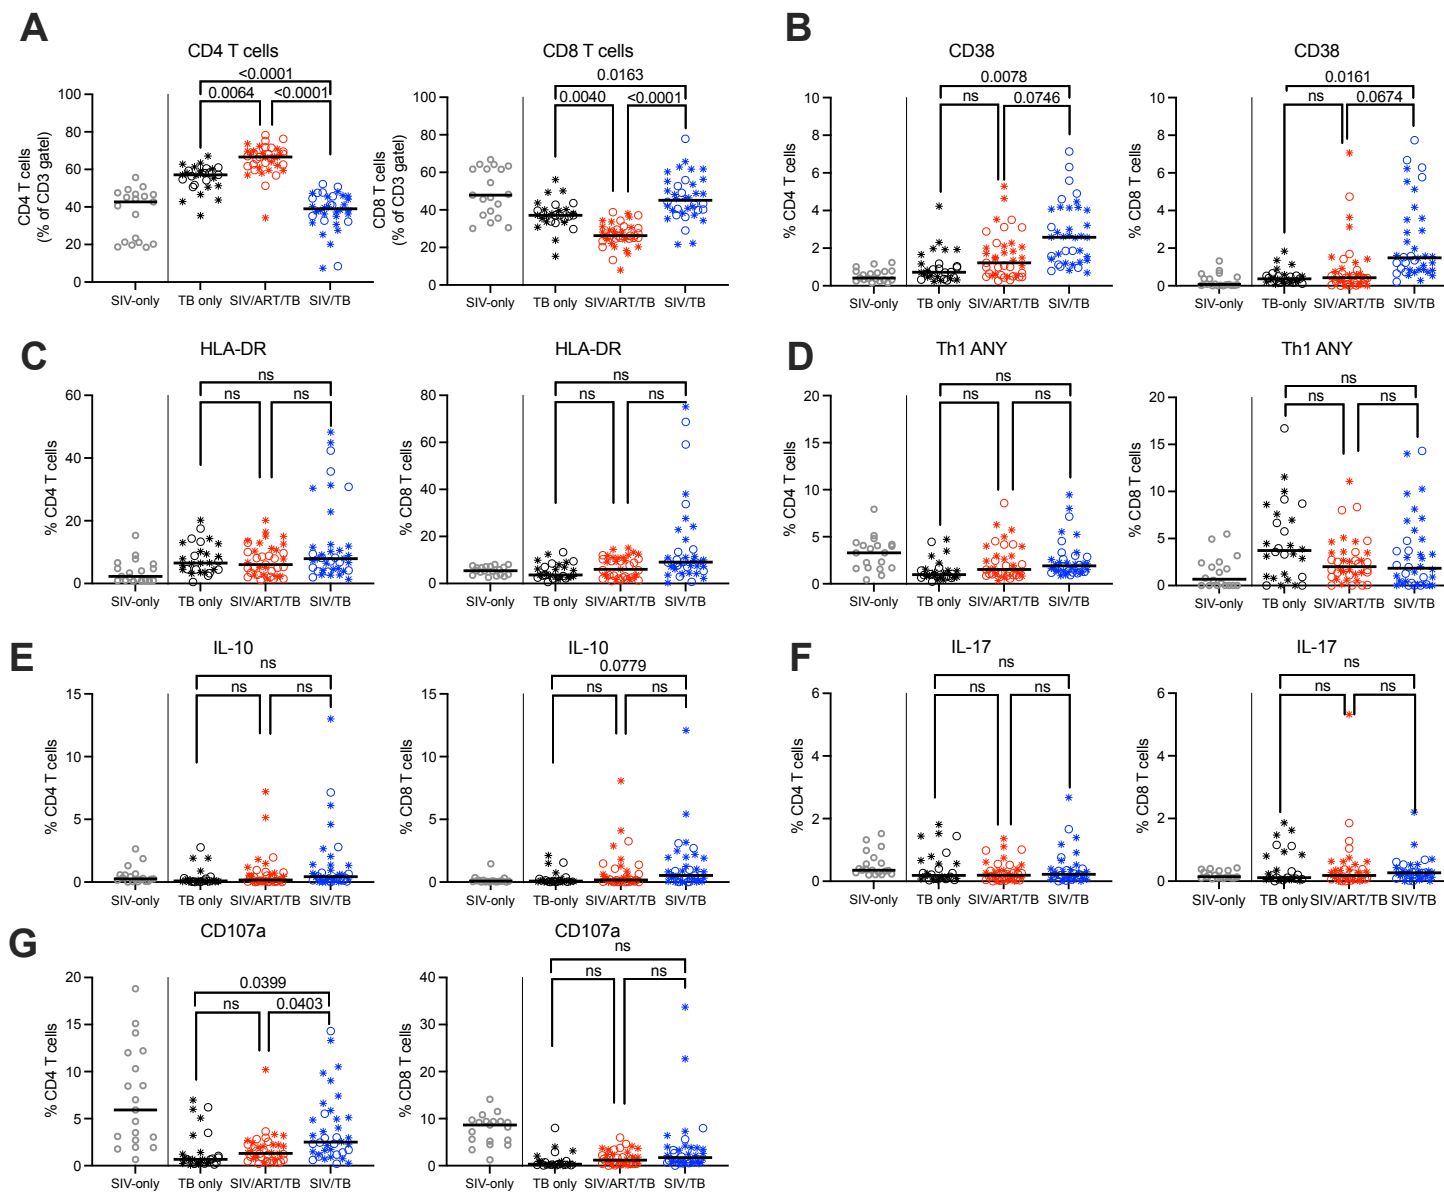 A
CD4 T cells
<0.0001
0.0064
<0.0001
100
80
60
40
20
0
CD4 T cells
(% of CD3 gatel)
SIV-only
TB only
SIV/ART/TB
SIV/TB
CD8 T cells
0.0163
0.0040
<0.0001
100
80
60
40
20
0
CD8 T cells
(% of CD3 gatel)
SIV-only
TB only
SIV/ART/TB
SIV/TB
B
CD38
0.0078
ns
0.0746
10
8
6
4
2
0
% CD4 T cells
SIV-only
TB only
SIV/ART/TB
SIV/TB
CD38
0.0161
ns
0.0674
10
8
6
4
2
0
% CD8 T cells
SIV-only
TB only
SIV/ART/TB
SIV/TB
C
HLA-DR
ns
ns
ns
60
40
20
0
% CD4 T cells
SIV-only
TB only
SIV/ART/TB
SIV/TB
HLA-DR
ns
ns
ns
80
60
40
20
0
% CD8 T cells
SIV-only
TB only
SIV/ART/TB
SIV/TB
D
Th1 ANY
ns
ns
ns
20
15
10
5
0
% CD4 T cells
SIV-only
TB only
SIV/ART/TB
SIV/TB
Th1 ANY
ns
ns
ns
20
15
10
5
0
% CD8 T cells
SIV-only
TB only
SIV/ART/TB
SIV/TB
E
IL-10
ns
ns
ns
15
10
5
0
% CD4 T cells
SIV-only
TB only
SIV/ART/TB
SIV/TB
IL-10
0.0779
ns
ns
15
10
5
0
% CD8 T cells
SIV-only
TB only
SIV/ART/TB
SIV/TB
F
IL-17
ns
ns
ns
6
4
2
0
% CD4 T cells
SIV-only
TB only
SIV/ART/TB
SIV/TB
IL-17
ns
ns
ns
6
4
2
0
% CD8 T cells
SIV-only
TB only
SIV/ART/TB
SIV/TB
G
CD107a
0.0399
ns
0.0403
20
15
10
5
0
% CD4 T cells
SIV-only
TB only
SIV/ART/TB
SIV/TB
CD107a
ns
ns
ns
40
30
20
10
0
% CD8 T cells
SIV-only
TB only
SIV/ART/TB
SIV/TB